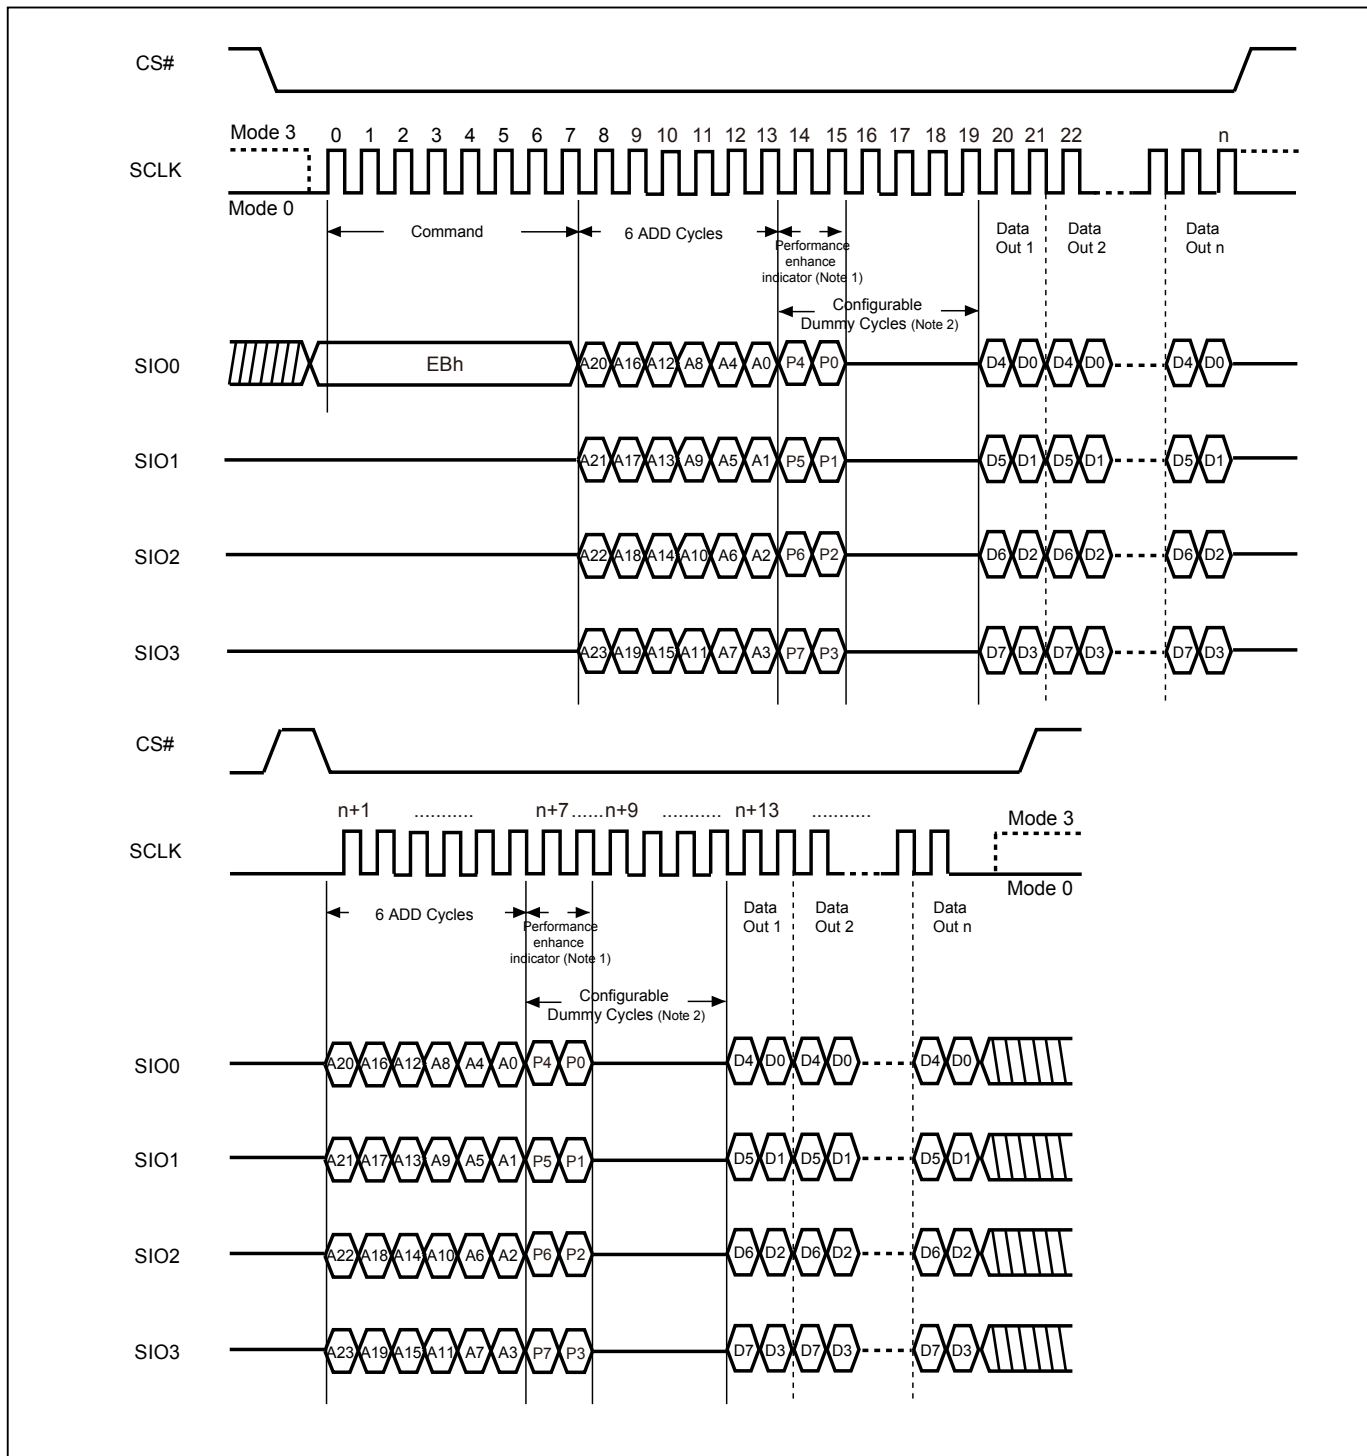 CS#
Mode 3
0 1 2 3 4 5 6 7 8 9 10 11 12 13 14 15 16 17 18 19 20 21 22 n
SCLK
Mode 0
Command
6 ADD Cycles
Performance
enhance
indicator (Note 1)
Data
Out 1
Data
Out 2
Data
Out n
Configurable
Dummy Cycles (Note 2)
SIO0 EBh A20 A16 A12 A8 A4 A0 P4 P0 D4 D0 D4 D0 D4 D0
SIO1 A21 A17 A13 A9 A5 A1 P5 P1 D5 D1 D5 D1 D5 D1
SIO2 A22 A18 A14 A10 A6 A2 P6 P2 D6 D2 D6 D2 D6 D2
SIO3 A23 A19 A15 A11 A7 A3 P7 P3 D7 D3 D7 D3 D7 D3
CS#
n+1 ........... n+7 ......n+9 ........... n+13 ...........
Mode 3
SCLK
Mode 0
6 ADD Cycles
Performance
enhance
indicator (Note 1)
Data
Out 1
Data
Out 2
Data
Out n
Configurable
Dummy Cycles (Note 2)
SIO0 A20 A16 A12 A8 A4 A0 P4 P0 D4 D0 D4 D0 D4 D0
SIO1 A21 A17 A13 A9 A5 A1 P5 P1 D5 D1 D5 D1 D5 D1
SIO2 A22 A18 A14 A10 A6 A2 P6 P2 D6 D2 D6 D2 D6 D2
SIO3 A23 A19 A15 A11 A7 A3 P7 P3 D7 D3 D7 D3 D7 D3